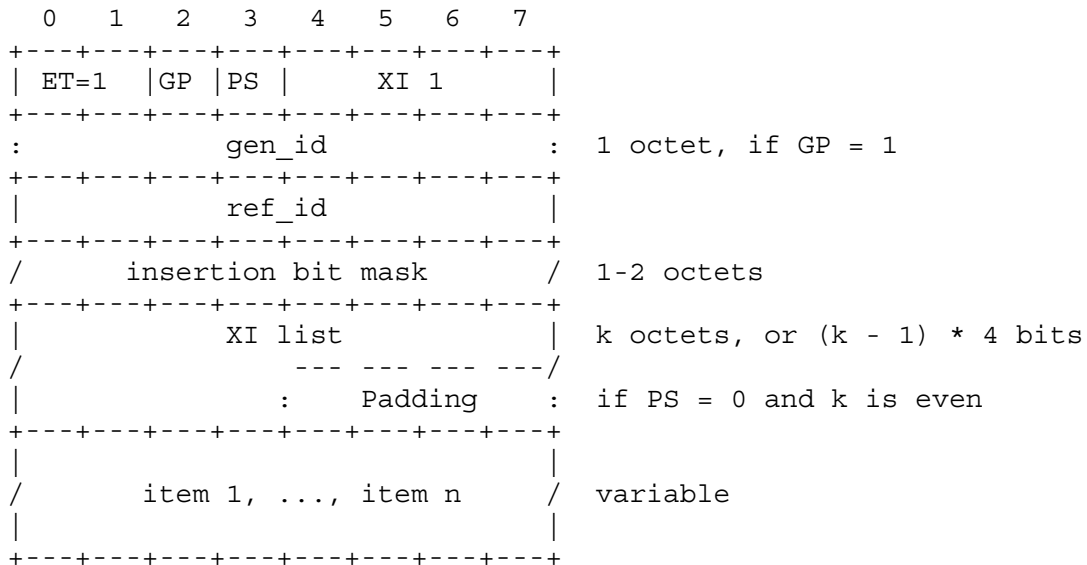 0   1   2   3   4   5   6   7
+---+---+---+---+---+---+---+---+
| ET=1  |GP |PS |     XI 1      |
+---+---+---+---+---+---+---+---+
:            gen_id             :  1 octet, if GP = 1
+---+---+---+---+---+---+---+---+
|            ref_id             |
+---+---+---+---+---+---+---+---+
/      insertion bit mask       /  1-2 octets
+---+---+---+---+---+---+---+---+
|            XI list            |  k octets, or (k - 1) * 4 bits
/                --- --- --- ---/
|               :    Padding    :  if PS = 0 and k is even
+---+---+---+---+---+---+---+---+
|                               |
/       item 1, ..., item n     /  variable
|                               |
+---+---+---+---+---+---+---+---+